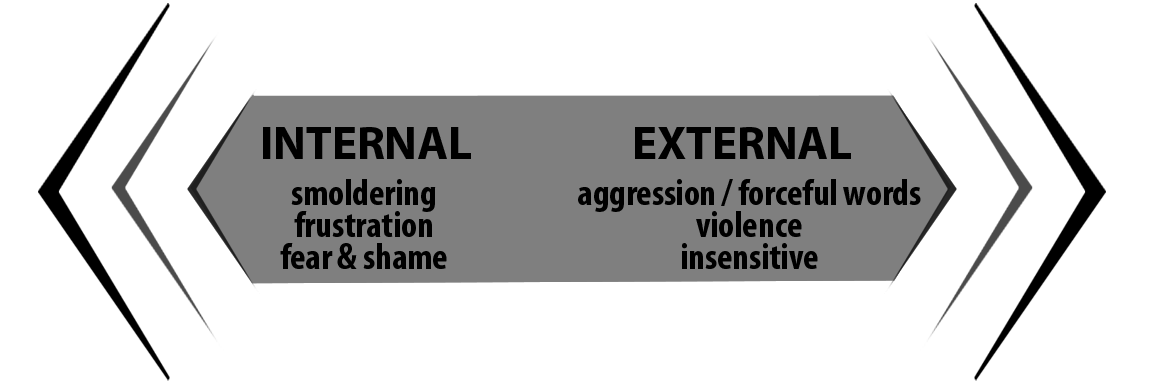 INTERNAL
smoldering
frustration
fear & shame
EXTERNAL
aggression / forceful words
violence
insensitive